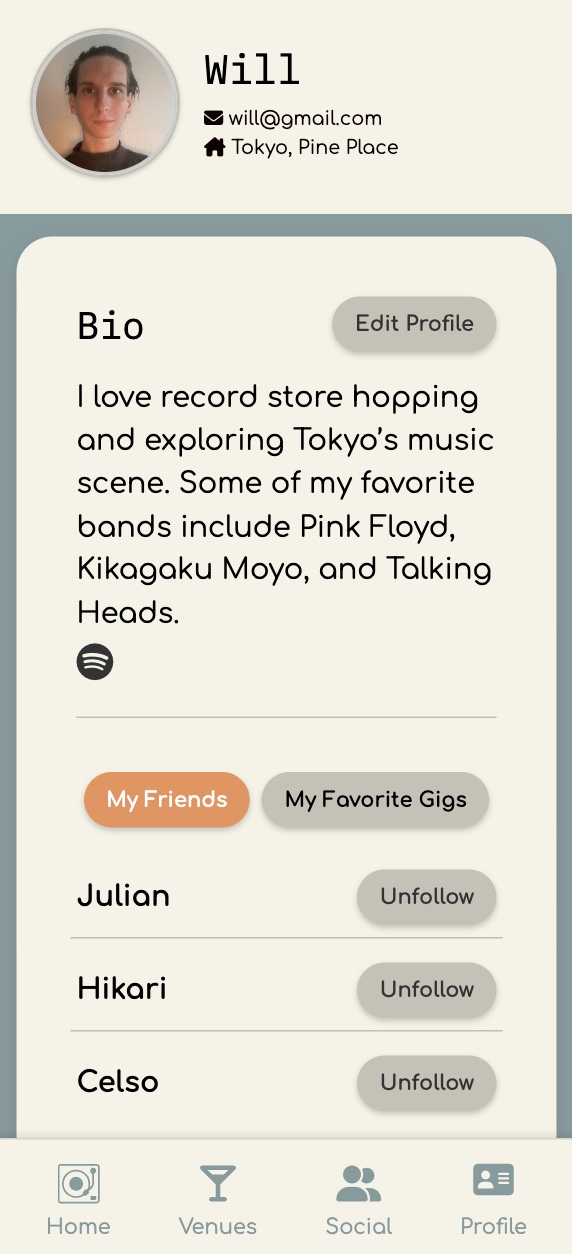 Will
will@gmail.com
Tokyo, Pine Place
Bio
Edit Profile
I love record store hopping
and exploring Tokyo’s music
scene. Some of my favorite
bands include Pink Floyd,
Kikagaku Moyo, and Talking
Heads.
My Friends
My Favorite Gigs
Julian
Unfollow
Hikari
Unfollow
Celso
Unfollow
Home
Venues
Social
Profile